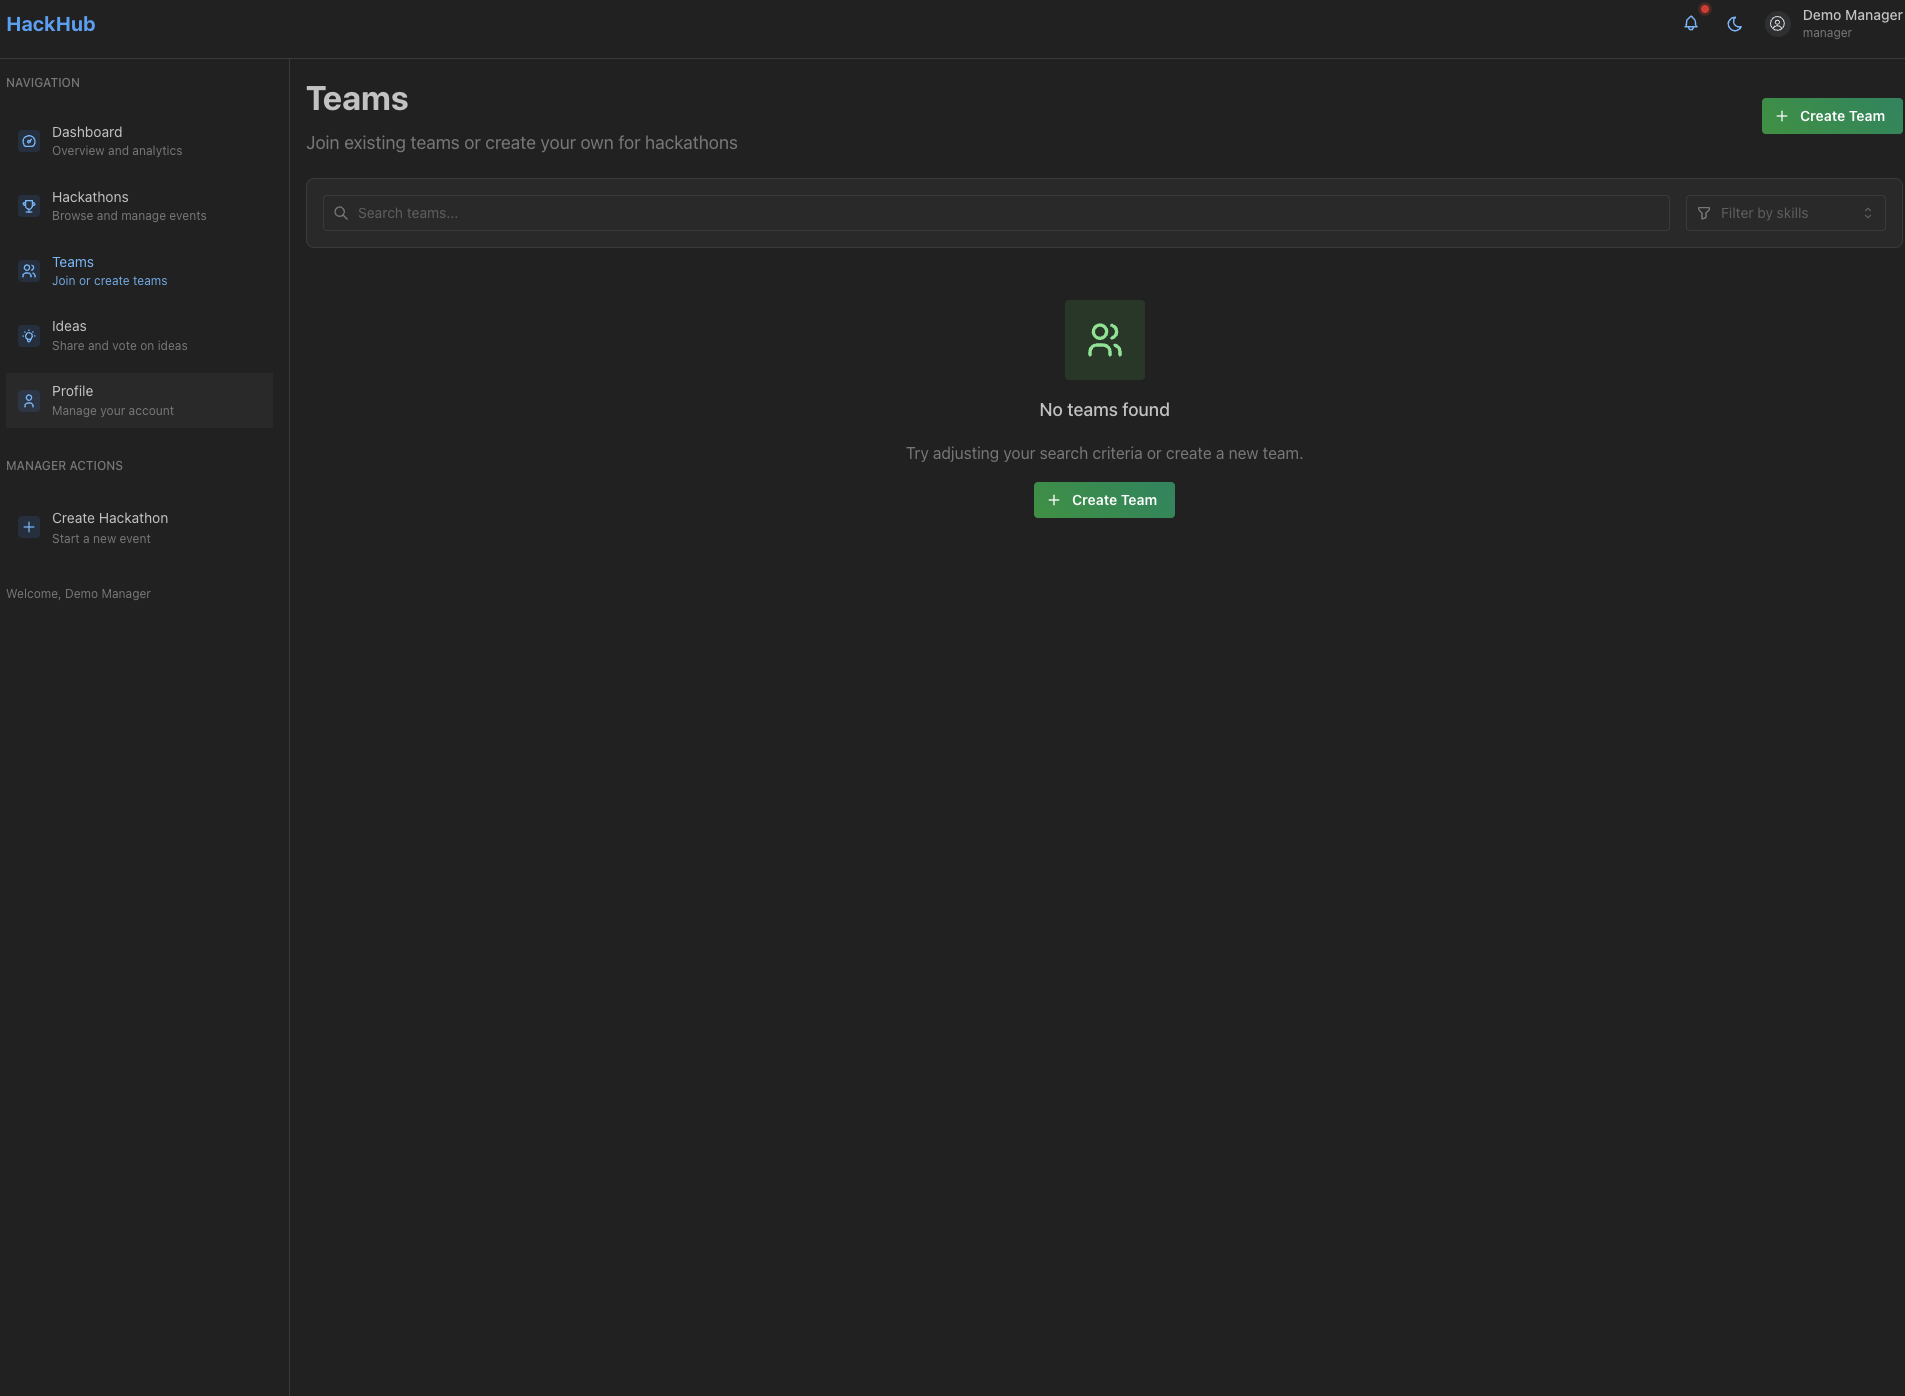 HackHub
Demo Manager
manager
NAVIGATION
Dashboard
Overview and analytics
Hackathons
Browse and manage events
Teams
Join or create teams
Ideas
Share and vote on ideas
Profile
Manage your account
MANAGER ACTIONS
Create Hackathon
Start a new event
Welcome, Demo Manager
Teams
Join existing teams or create your own for hackathons
Create Team
Search teams...
Filter by skills
No teams found
Try adjusting your search criteria or create a new team.
Create Team